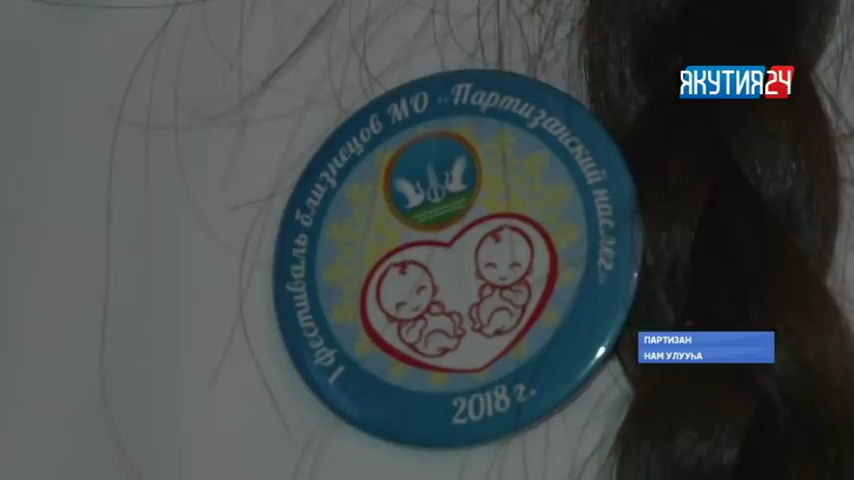 ЯКУТИЯ24
I фестиваль близнецов МО "Партизанский наслег".
2018 г.
ПАРТИЗАН
НАМ УЛУУҺА